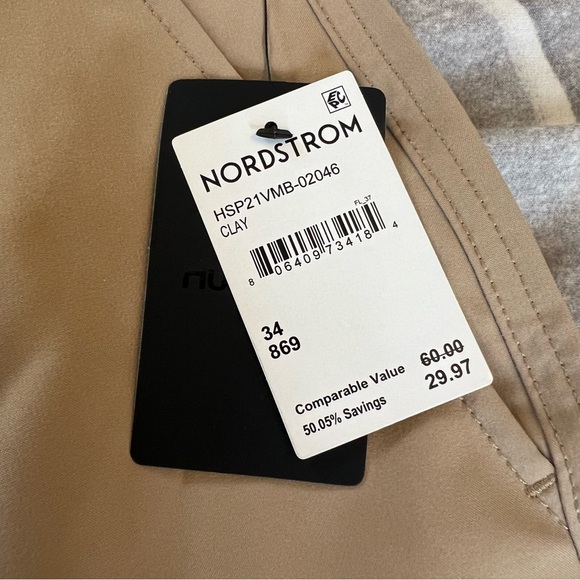 NORDSTROM
HSP21VMB-02046
CLAY
FL_37
8 06409 73418 4
34
869
Comparable Value 60.00
50.05% Savings 29.97